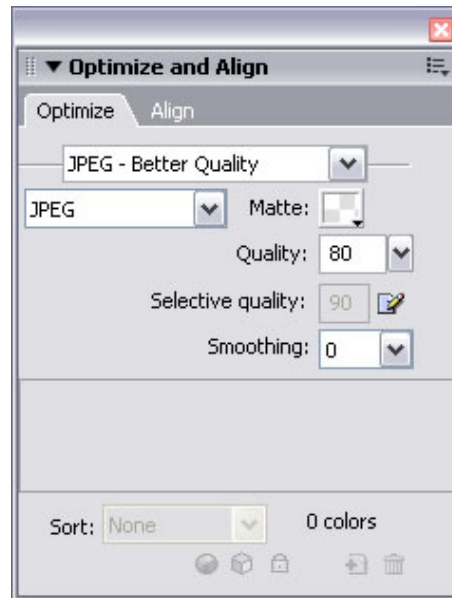 Optimize and Align
Optimize Align
JPEG - Better Quality
JPEG Matte:
Quality: 80
Selective quality: 90
Smoothing: 0
Sort: None 0 colors